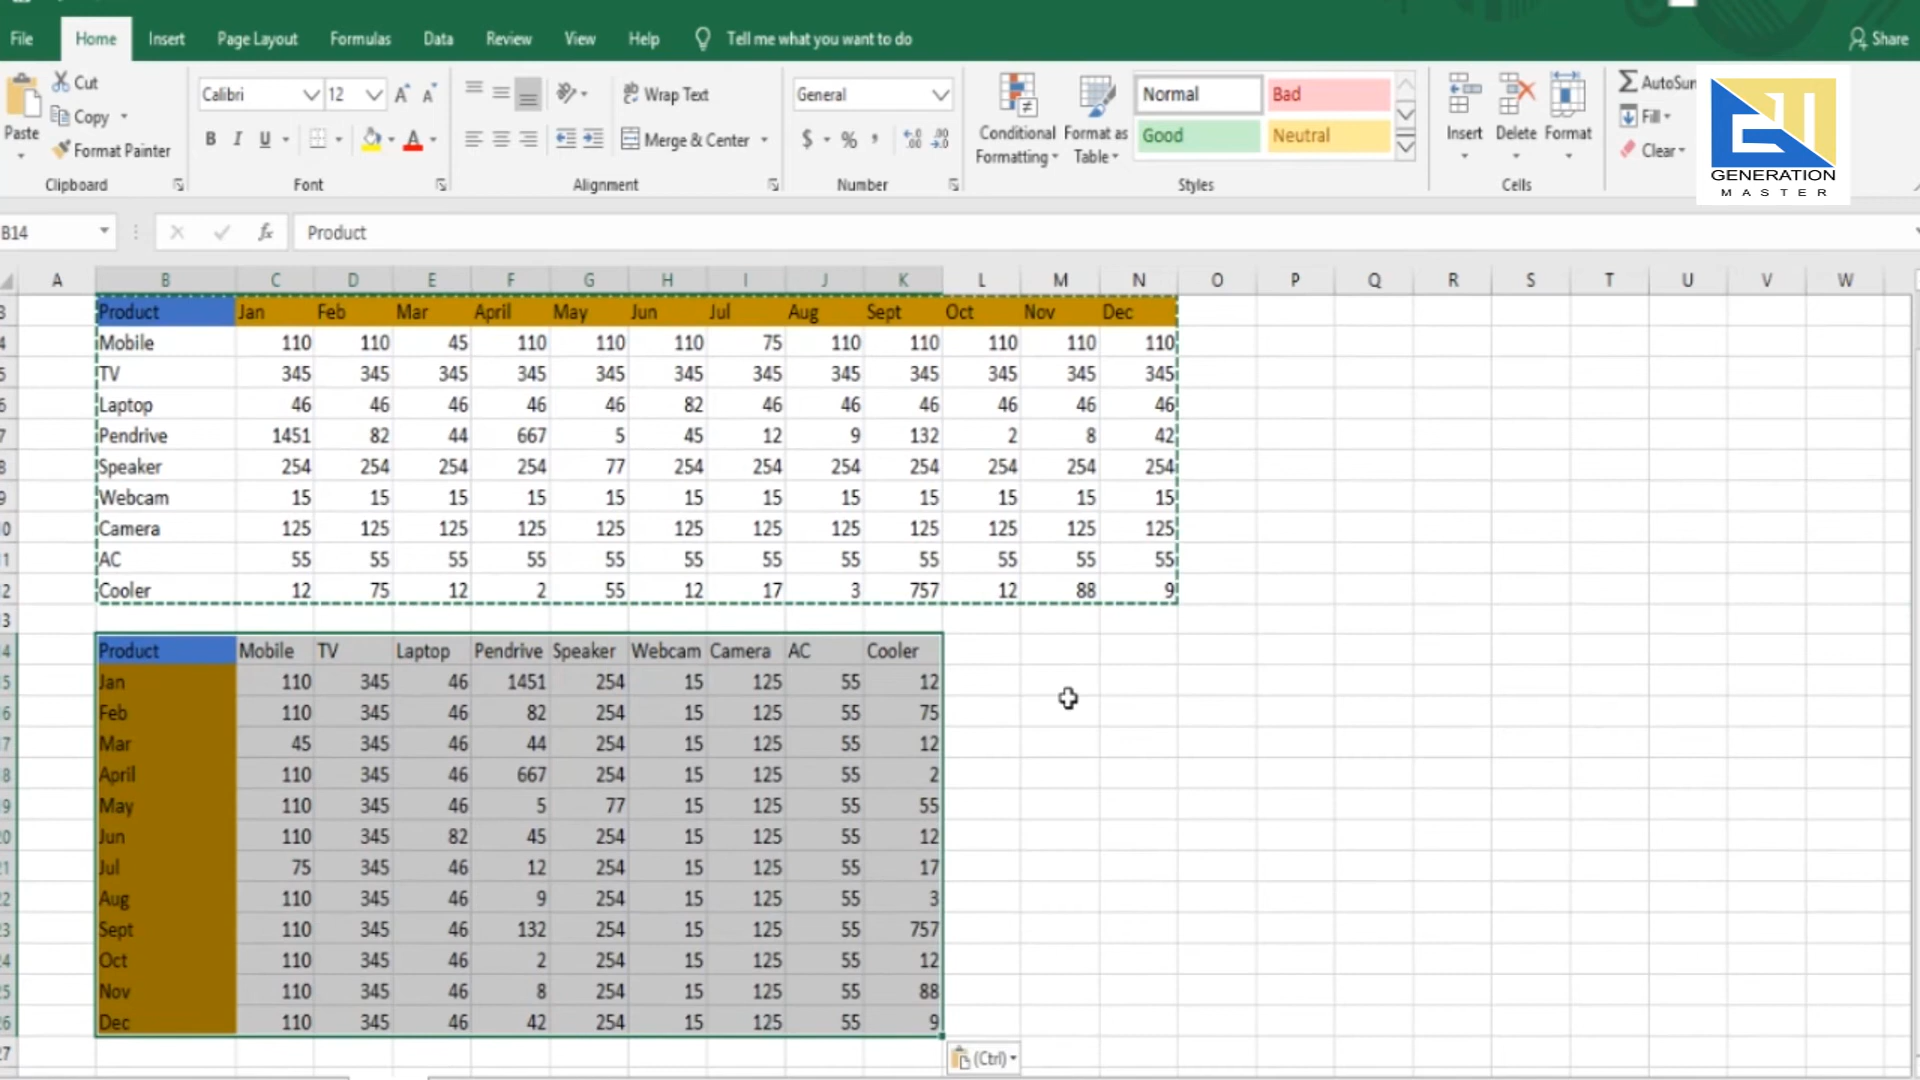 File Home Insert Page Layout Formulas Data Review View Help Tell me what you want to do Share
Cut
Copy
Format Painter
Paste
Clipboard
Calibri 12
B I U
Font
Wrap Text
Merge & Center
Alignment
General
$ % ,
Number
Conditional Formatting
Format as Table
Normal Bad
Good Neutral
Styles
Insert Delete Format
Cells
Fill
Clear
GENERATION
MASTER
B14 fx Product
A B C D E F G H I J K L M N O P Q R S T U V W
Product Jan Feb Mar April May Jun Jul Aug Sept Oct Nov Dec
Mobile 110 110 45 110 110 110 75 110 110 110 110 110
TV 345 345 345 345 345 345 345 345 345 345 345 345
Laptop 46 46 46 46 46 82 46 46 46 46 46 46
Pendrive 1451 82 44 667 5 45 12 9 132 2 8 42
Speaker 254 254 254 254 77 254 254 254 254 254 254 254
Webcam 15 15 15 15 15 15 15 15 15 15 15 15
Camera 125 125 125 125 125 125 125 125 125 125 125 125
AC 55 55 55 55 55 55 55 55 55 55 55 55
Cooler 12 75 12 2 55 12 17 3 757 12 88 9
Product Mobile TV Laptop Pendrive Speaker Webcam Camera AC Cooler
Jan 110 345 46 1451 254 15 125 55 12
Feb 110 345 46 82 254 15 125 55 75
Mar 45 345 46 44 254 15 125 55 12
April 110 345 46 667 254 15 125 55 2
May 110 345 46 5 77 15 125 55 55
Jun 110 345 82 45 254 15 125 55 12
Jul 75 345 46 12 254 15 125 55 17
Aug 110 345 46 9 254 15 125 55 3
Sept 110 345 46 132 254 15 125 55 757
Oct 110 345 46 2 254 15 125 55 12
Nov 110 345 46 8 254 15 125 55 88
Dec 110 345 46 42 254 15 125 55 9
(Ctrl)